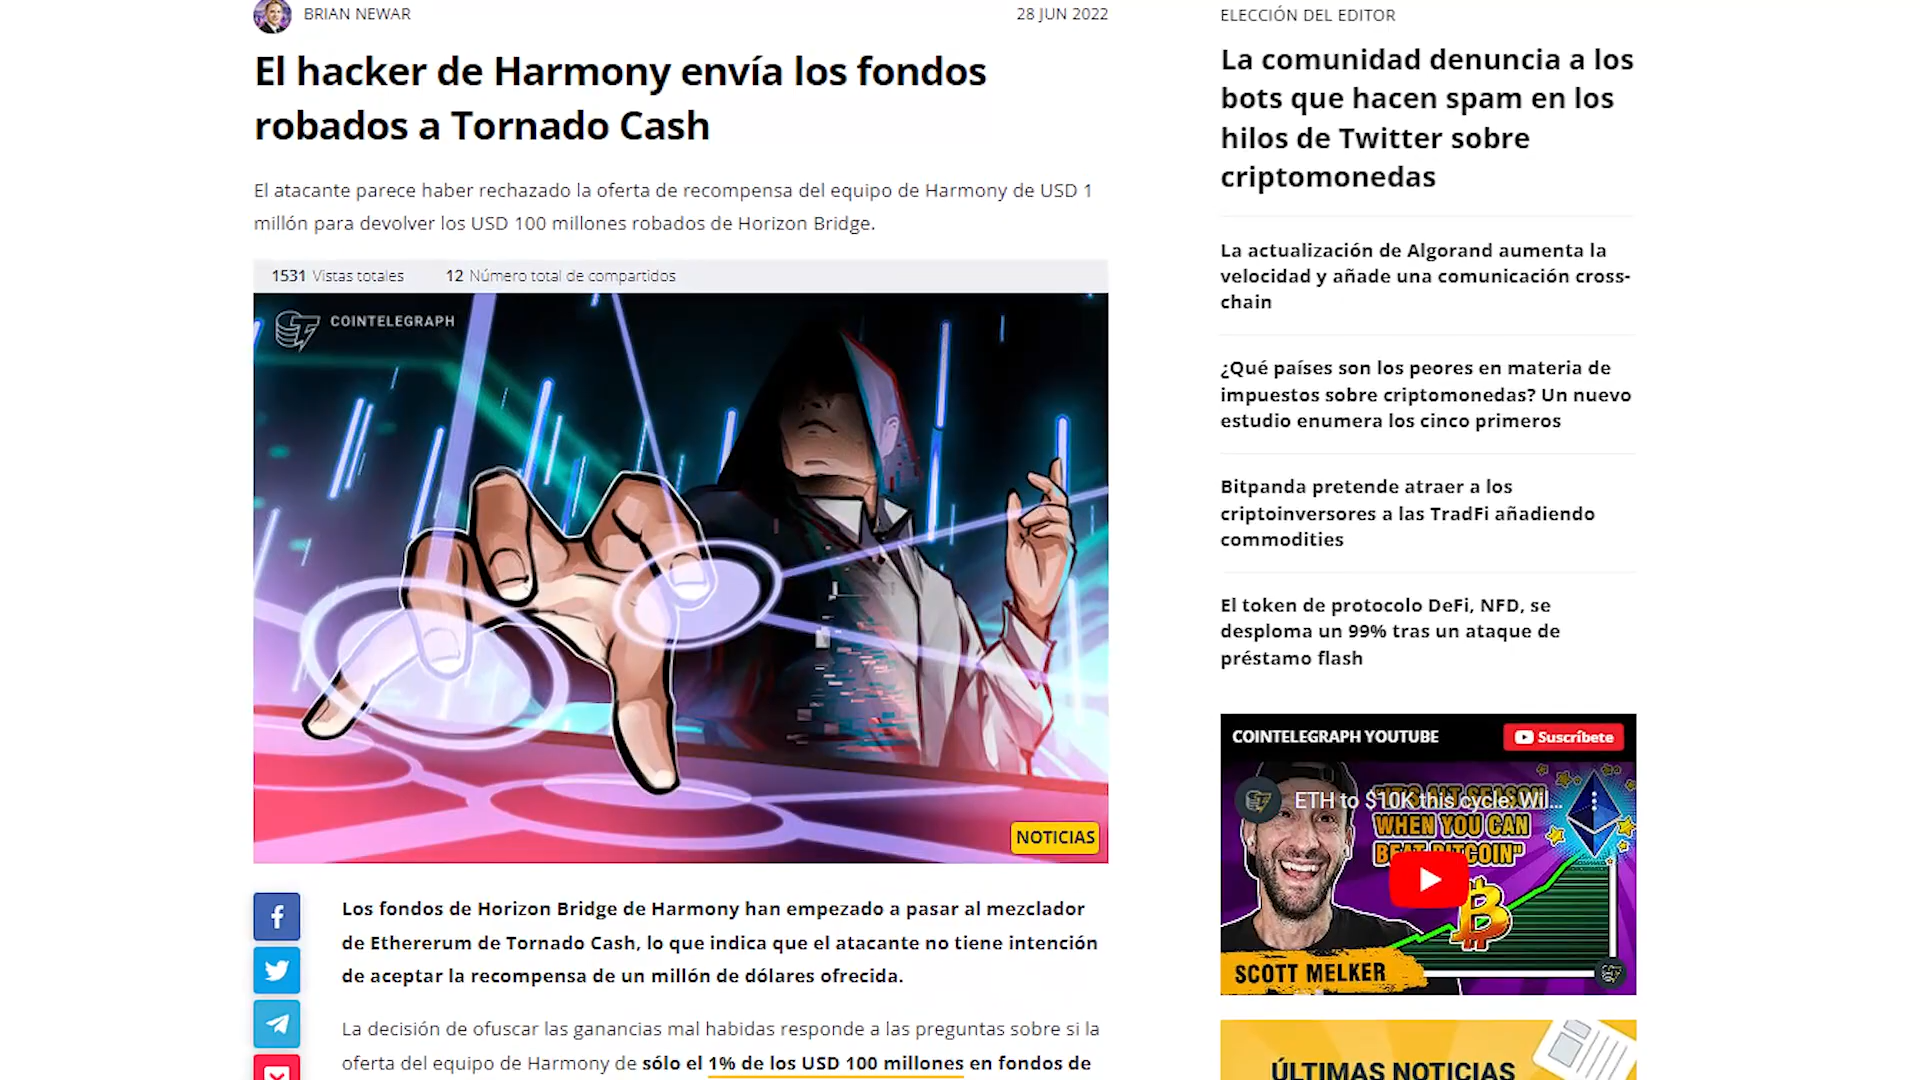 BRIAN NEWAR
28 JUN 2022
El hacker de Harmony envía los fondos
robados a Tornado Cash
El atacante parece haber rechazado la oferta de recompensa del equipo de Harmony de USD 1
millón para devolver los USD 100 millones robados de Horizon Bridge.
1531 Vistas totales
12 Número total de compartidos
COINTELEGRAPH
NOTICIAS
Los fondos de Horizon Bridge de Harmony han empezado a pasar al mezclador
de Ethererum de Tornado Cash, lo que indica que el atacante no tiene intención
de aceptar la recompensa de un millón de dólares ofrecida.
La decisión de ofuscar las ganancias mal habidas responde a las preguntas sobre si la
oferta del equipo de Harmony de sólo el 1% de los USD 100 millones en fondos de
ELECCIÓN DEL EDITOR
La comunidad denuncia a los
bots que hacen spam en los
hilos de Twitter sobre
criptomonedas
La actualización de Algorand aumenta la
velocidad y añade una comunicación cross-
chain
¿Qué países son los peores en materia de
impuestos sobre criptomonedas? Un nuevo
estudio enumera los cinco primeros
Bitpanda pretende atraer a los
criptoinversores a las TradFi añadiendo
commodities
El token de protocolo DeFi, NFD, se
desploma un 99% tras un ataque de
préstamo flash
COINTELEGRAPH YOUTUBE
Suscríbete
ETH to $10K this cycle: Wil...
"IT'S ALT SEASON
WHEN YOU CAN
BEAT BITCOIN"
SCOTT MELKER
ÚLTIMAS NOTICIAS